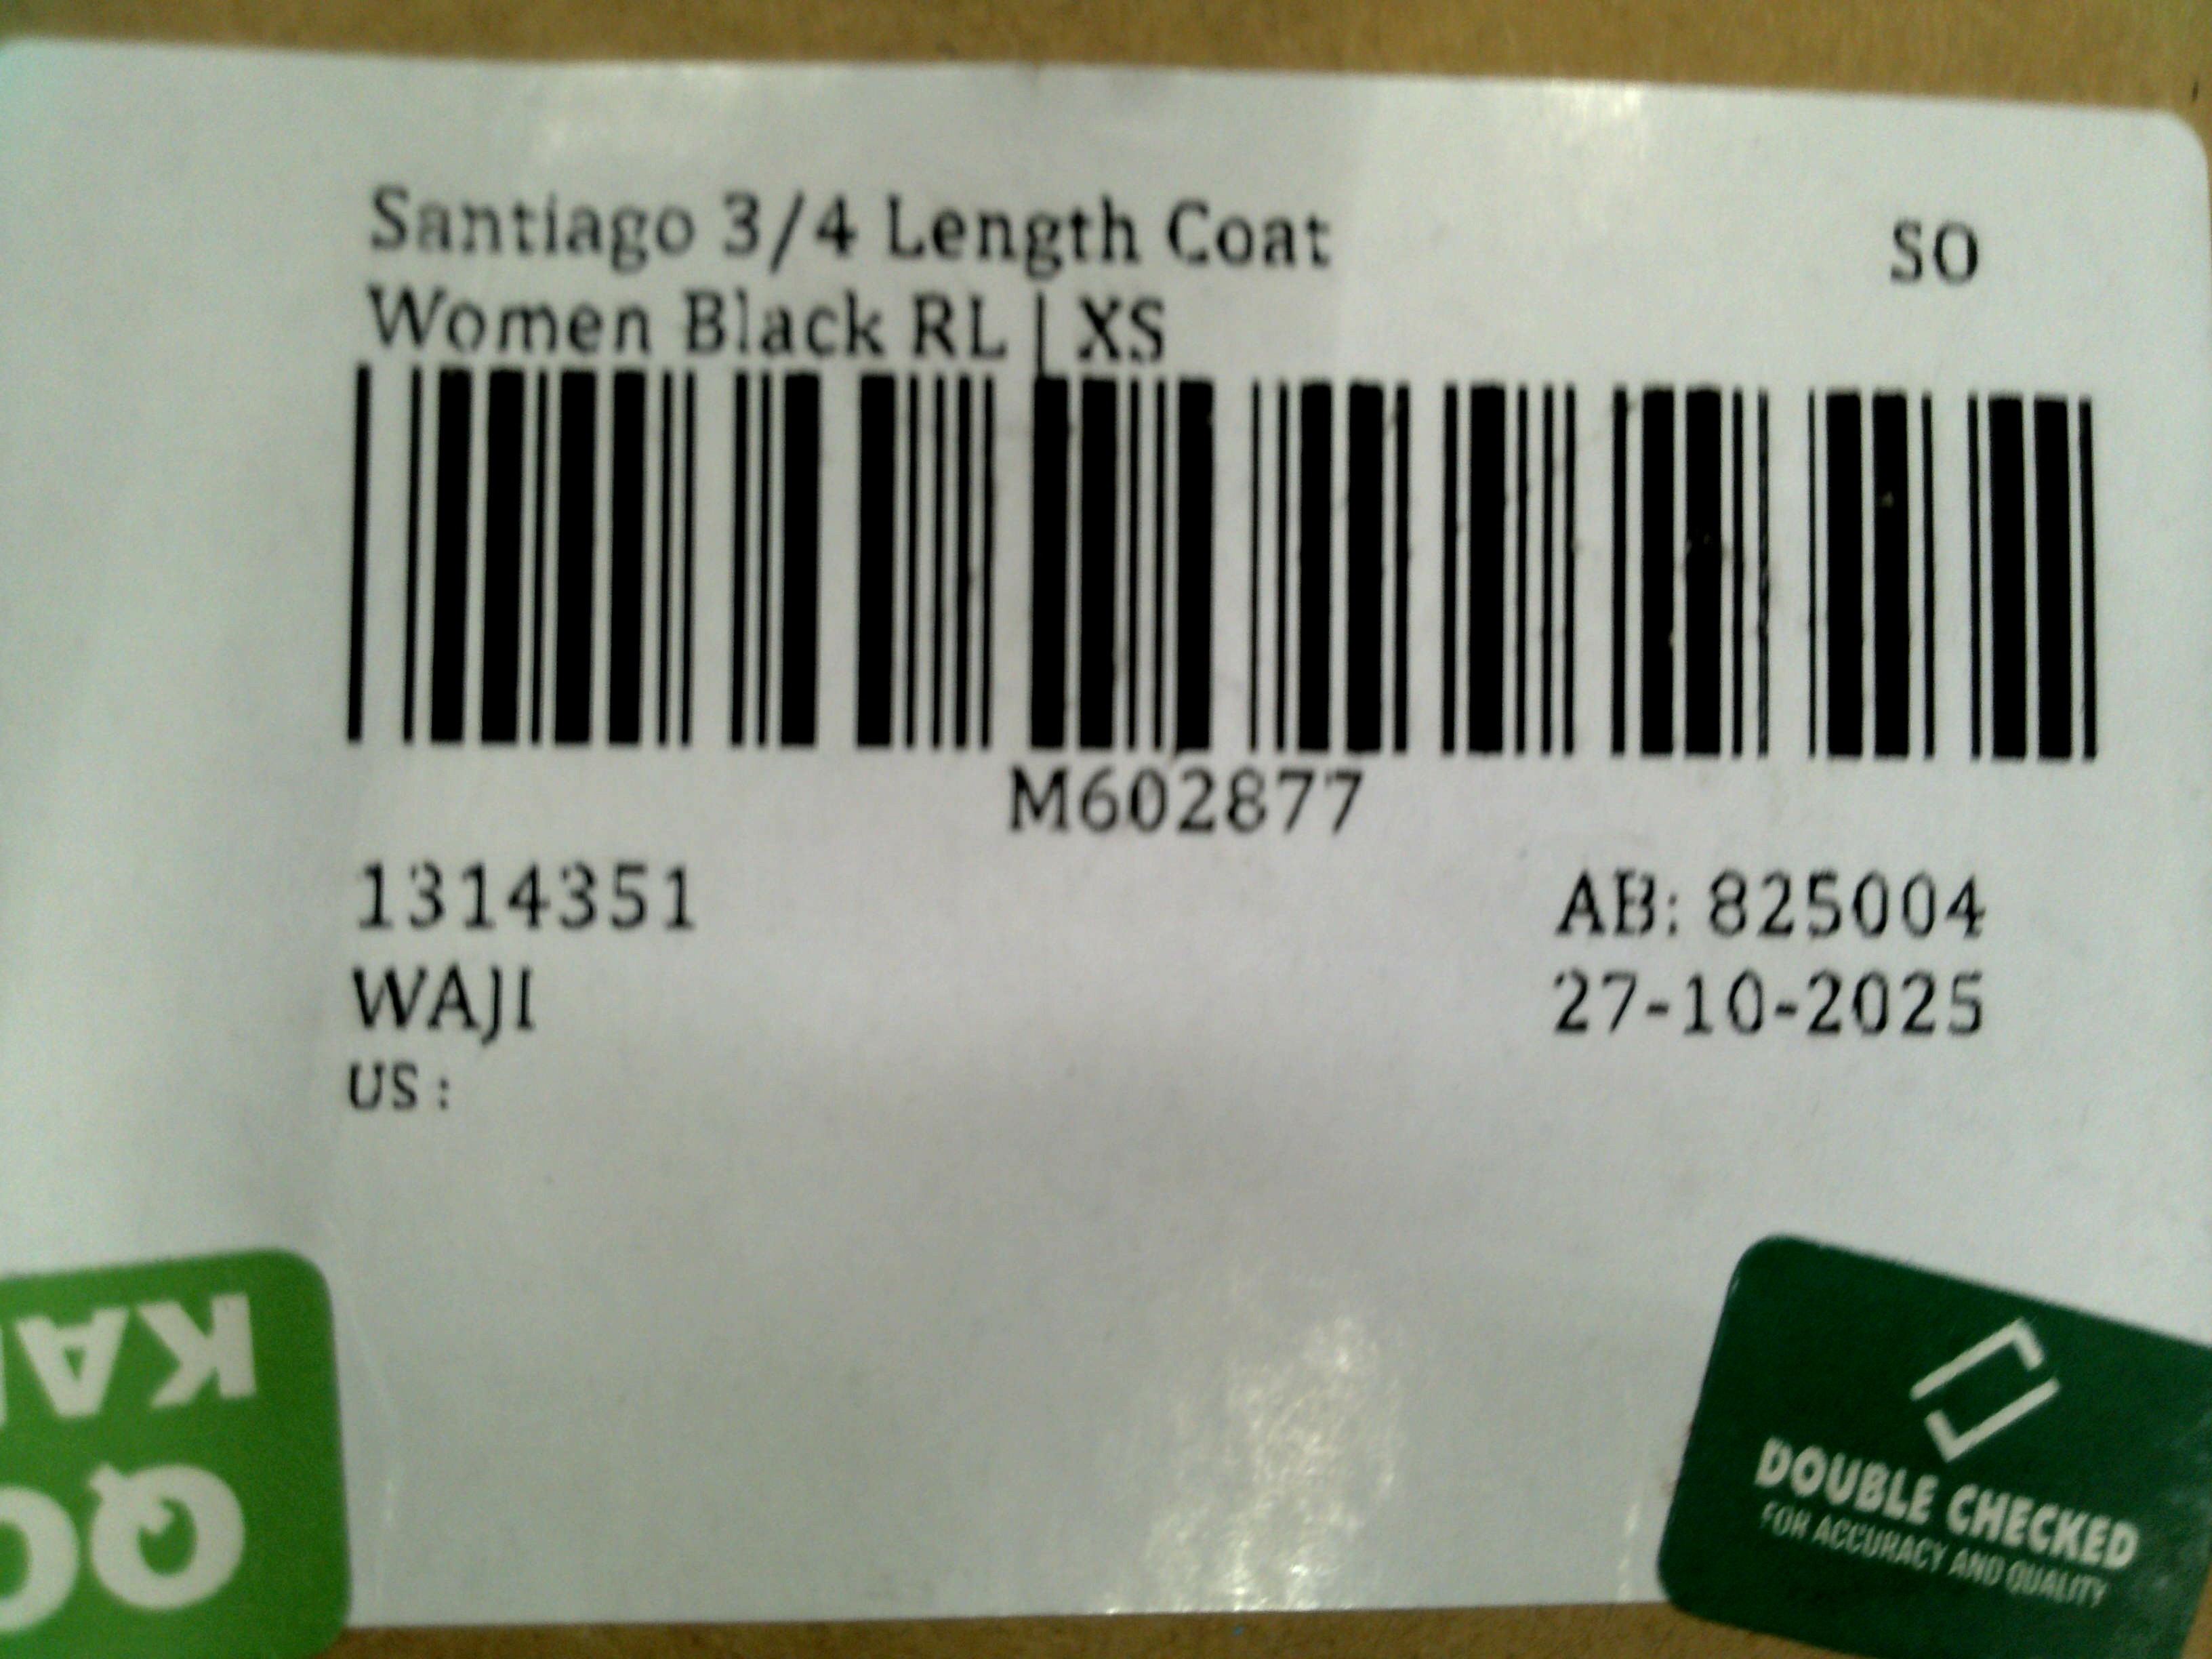 Santiago 3/4 Length Coat
SO
Women Black RL | XS
M602877
1314351
AB: 825004
WAJI
27-10-2025
US :
QC
DOUBLE CHECKED
FOR ACCURACY AND QUALITY